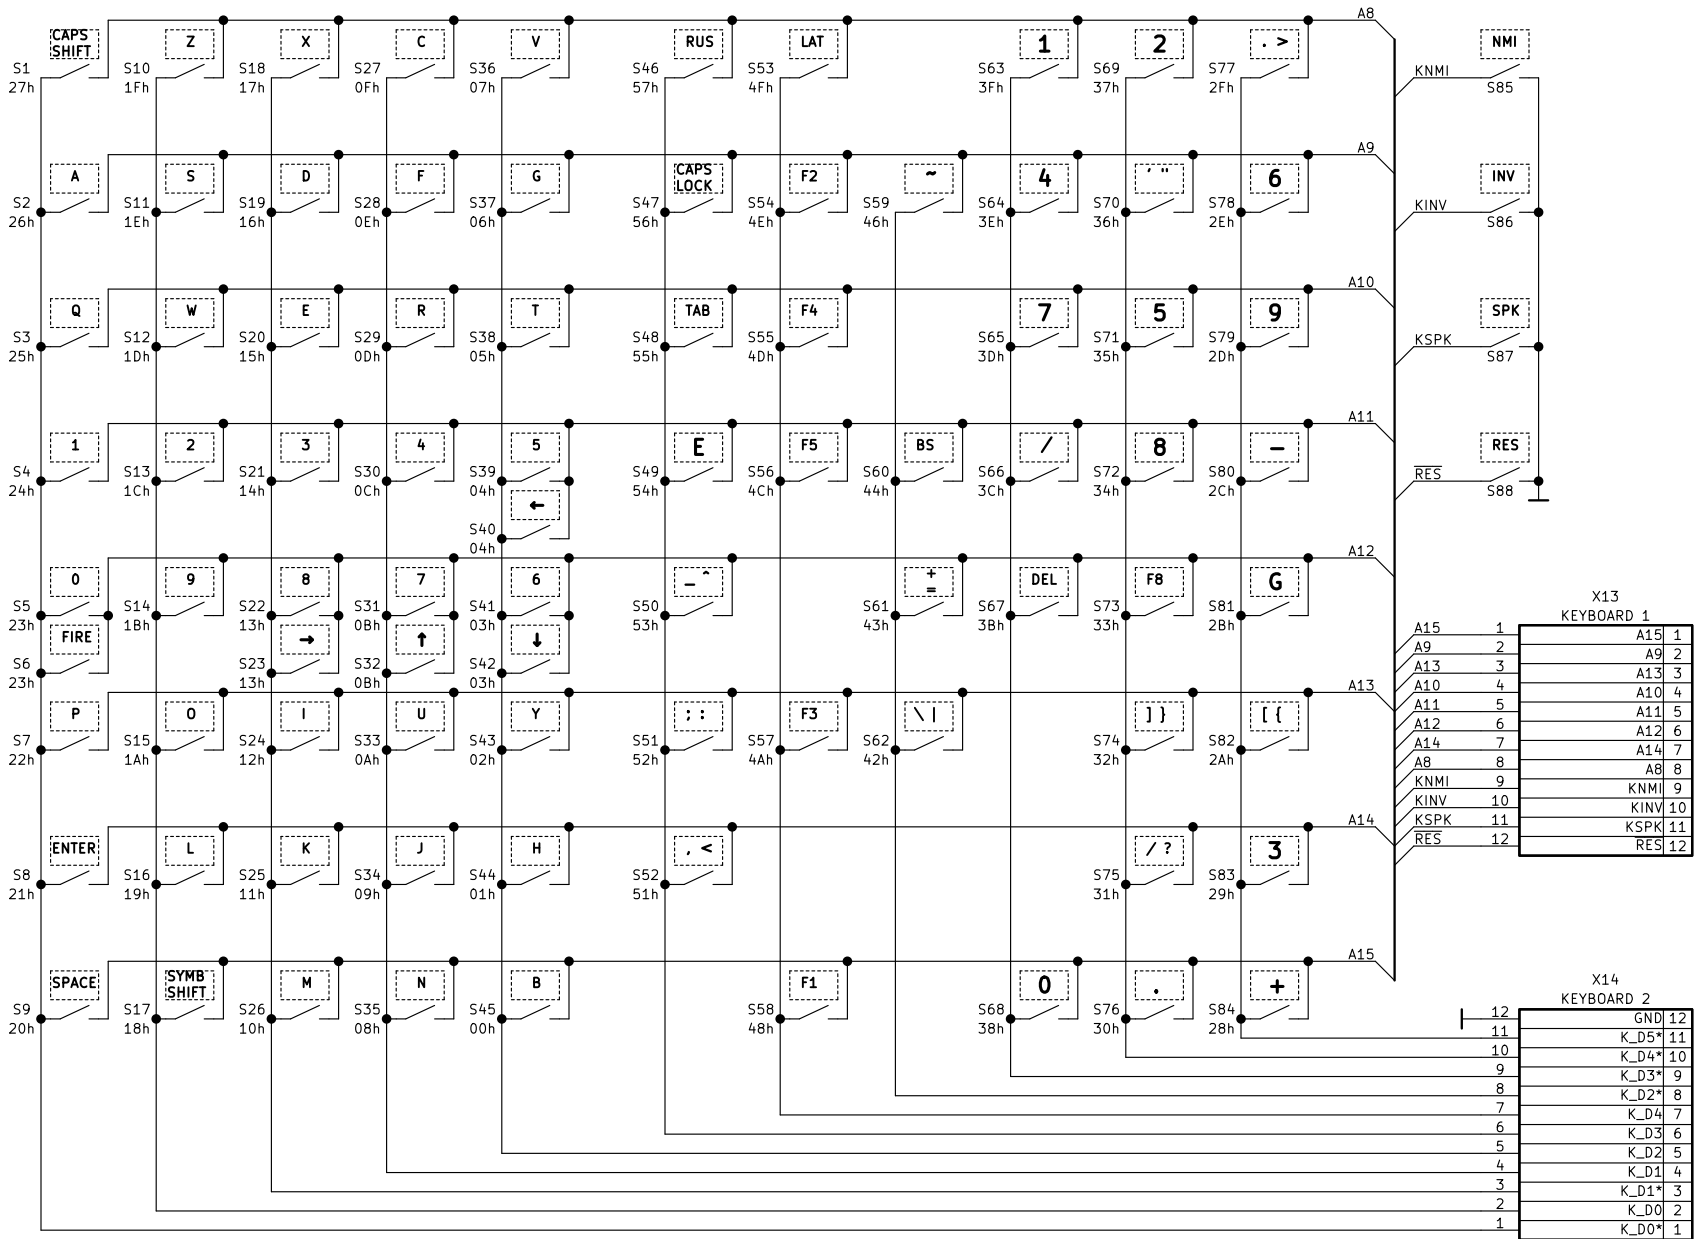 A8
CAPS SHIFT Z X C V RUS LAT 1 2 . > NMI
S1 S10 S18 S27 S36 S46 S53 S63 S69 S77 KNMI
27h 1Fh 17h 0Fh 07h 57h 4Fh 3Fh 37h 2Fh S85
A9
A S D F G CAPS LOCK F2 ~ 4 ' " 6 INV
S2 S11 S19 S28 S37 S47 S54 S59 S64 S70 S78 KINV
26h 1Eh 16h 0Eh 06h 56h 4Eh 46h 3Eh 36h 2Eh S86
A10
Q W E R T TAB F4 7 5 9 SPK
S3 S12 S20 S29 S38 S48 S55 S65 S71 S79 KSPK
25h 1Dh 15h 0Dh 05h 55h 4Dh 3Dh 35h 2Dh S87
A11
1 2 3 4 5 E F5 BS / 8 - RES
S4 S13 S21 S30 S39 S49 S56 S60 S66 S72 S80 RES
24h 1Ch 14h 0Ch 04h 54h 4Ch 44h 3Ch 34h 2Ch S88
←
S40
04h
A12
0 9 8 7 6 _ ^ + = DEL F8 G
S5 S14 S22 S31 S41 S50 S61 S67 S73 S81
23h 1Bh 13h 0Bh 03h 53h 43h 3Bh 33h 2Bh
FIRE → ↑ ↓
S6 S23 S32 S42
23h 13h 0Bh 03h
A13
P O I U Y ; : F3 \ | ] } [ {
S7 S15 S24 S33 S43 S51 S57 S62 S74 S82
22h 1Ah 12h 0Ah 02h 52h 4Ah 42h 32h 2Ah
A14
ENTER L K J H , < / ? 3
S8 S16 S25 S34 S44 S52 S75 S83
21h 19h 11h 09h 01h 51h 31h 29h
A15
SPACE SYMB SHIFT M N B F1 0 . +
S9 S17 S26 S35 S45 S58 S68 S76 S84
20h 18h 10h 08h 00h 48h 38h 30h 28h
X13
KEYBOARD 1
A15 1 A15 1
A9 2 A9 2
A13 3 A13 3
A10 4 A10 4
A11 5 A11 5
A12 6 A12 6
A14 7 A14 7
A8 8 A8 8
KNMI 9 KNMI 9
KINV 10 KINV 10
KSPK 11 KSPK 11
RES 12 RES 12
X14
KEYBOARD 2
12 GND 12
11 K_D5* 11
10 K_D4* 10
9 K_D3* 9
8 K_D2* 8
7 K_D4 7
6 K_D3 6
5 K_D2 5
4 K_D1 4
3 K_D1* 3
2 K_D0 2
1 K_D0* 1